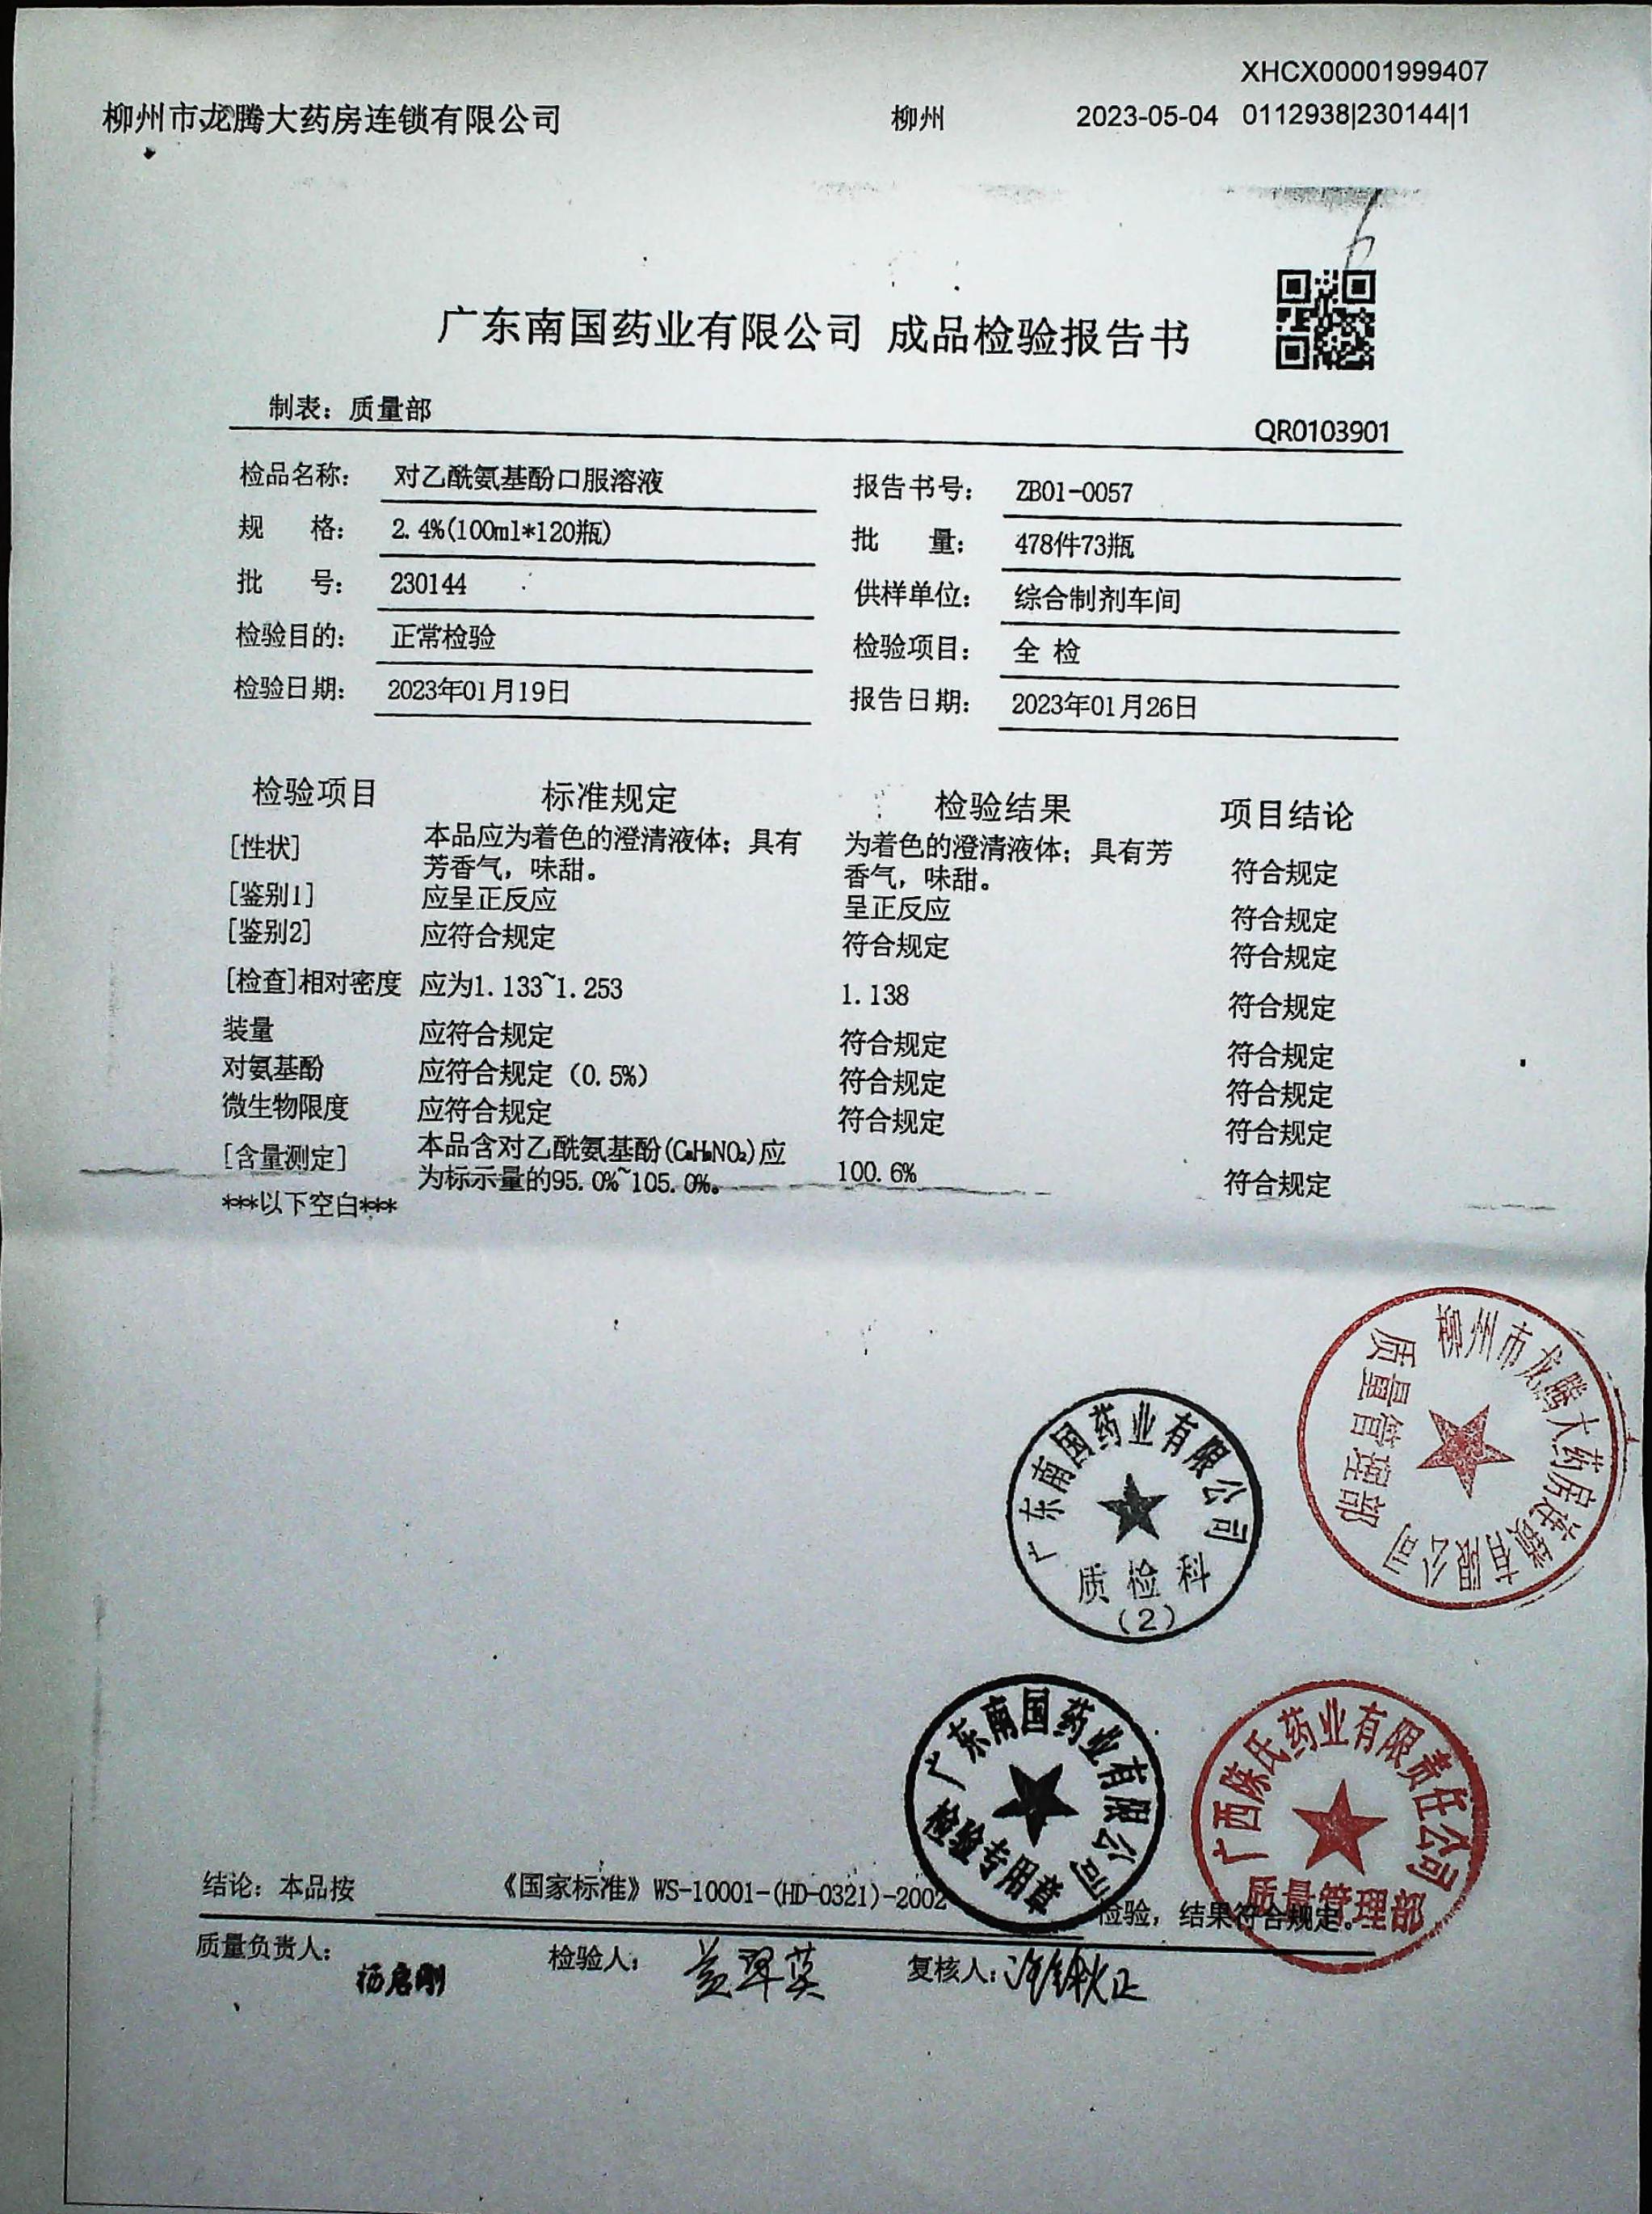 XHCX00001999407
柳州市龙腾大药房连锁有限公司 柳州 2023-05-04 0112938|230144|1
广东南国药业有限公司 成品检验报告书
制表：质量部
QR0103901
检品名称： 对乙酰氨基酚口服溶液 报告书号： ZB01-0057
规 格： 2.4%(100ml*120瓶) 批 量： 478件73瓶
批 号： 230144 供样单位： 综合制剂车间
检验目的： 正常检验 检验项目： 全 检
检验日期： 2023年01月19日 报告日期： 2023年01月26日
检验项目 标准规定 检验结果 项目结论
[性状] 本品应为着色的澄清液体；具有 为着色的澄清液体；具有芳 符合规定
芳香气，味甜。 香气，味甜。
[鉴别1] 应呈正反应 呈正反应 符合规定
[鉴别2] 应符合规定 符合规定 符合规定
[检查]相对密度 应为1.133~1.253 1.138 符合规定
装量 应符合规定 符合规定 符合规定
对氨基酚 应符合规定（0.5%） 符合规定 符合规定
微生物限度 应符合规定 符合规定 符合规定
[含量测定] 本品含对乙酰氨基酚(C₈H₉NO₂)应
为标示量的95.0%~105.0%。 100.6% 符合规定
***以下空白***
柳州市龙腾大药房连锁有限公司
质量管理部
广东南国药业有限公司
质检科
（2）
广东南国药业有限公司
检验专用章
广西陈氏药业有限责任公司
质量管理部
结论：本品按 《国家标准》WS-10001-(HD-0321)-2002 检验，结果符合规定。
质量负责人： 检验人： 复核人：